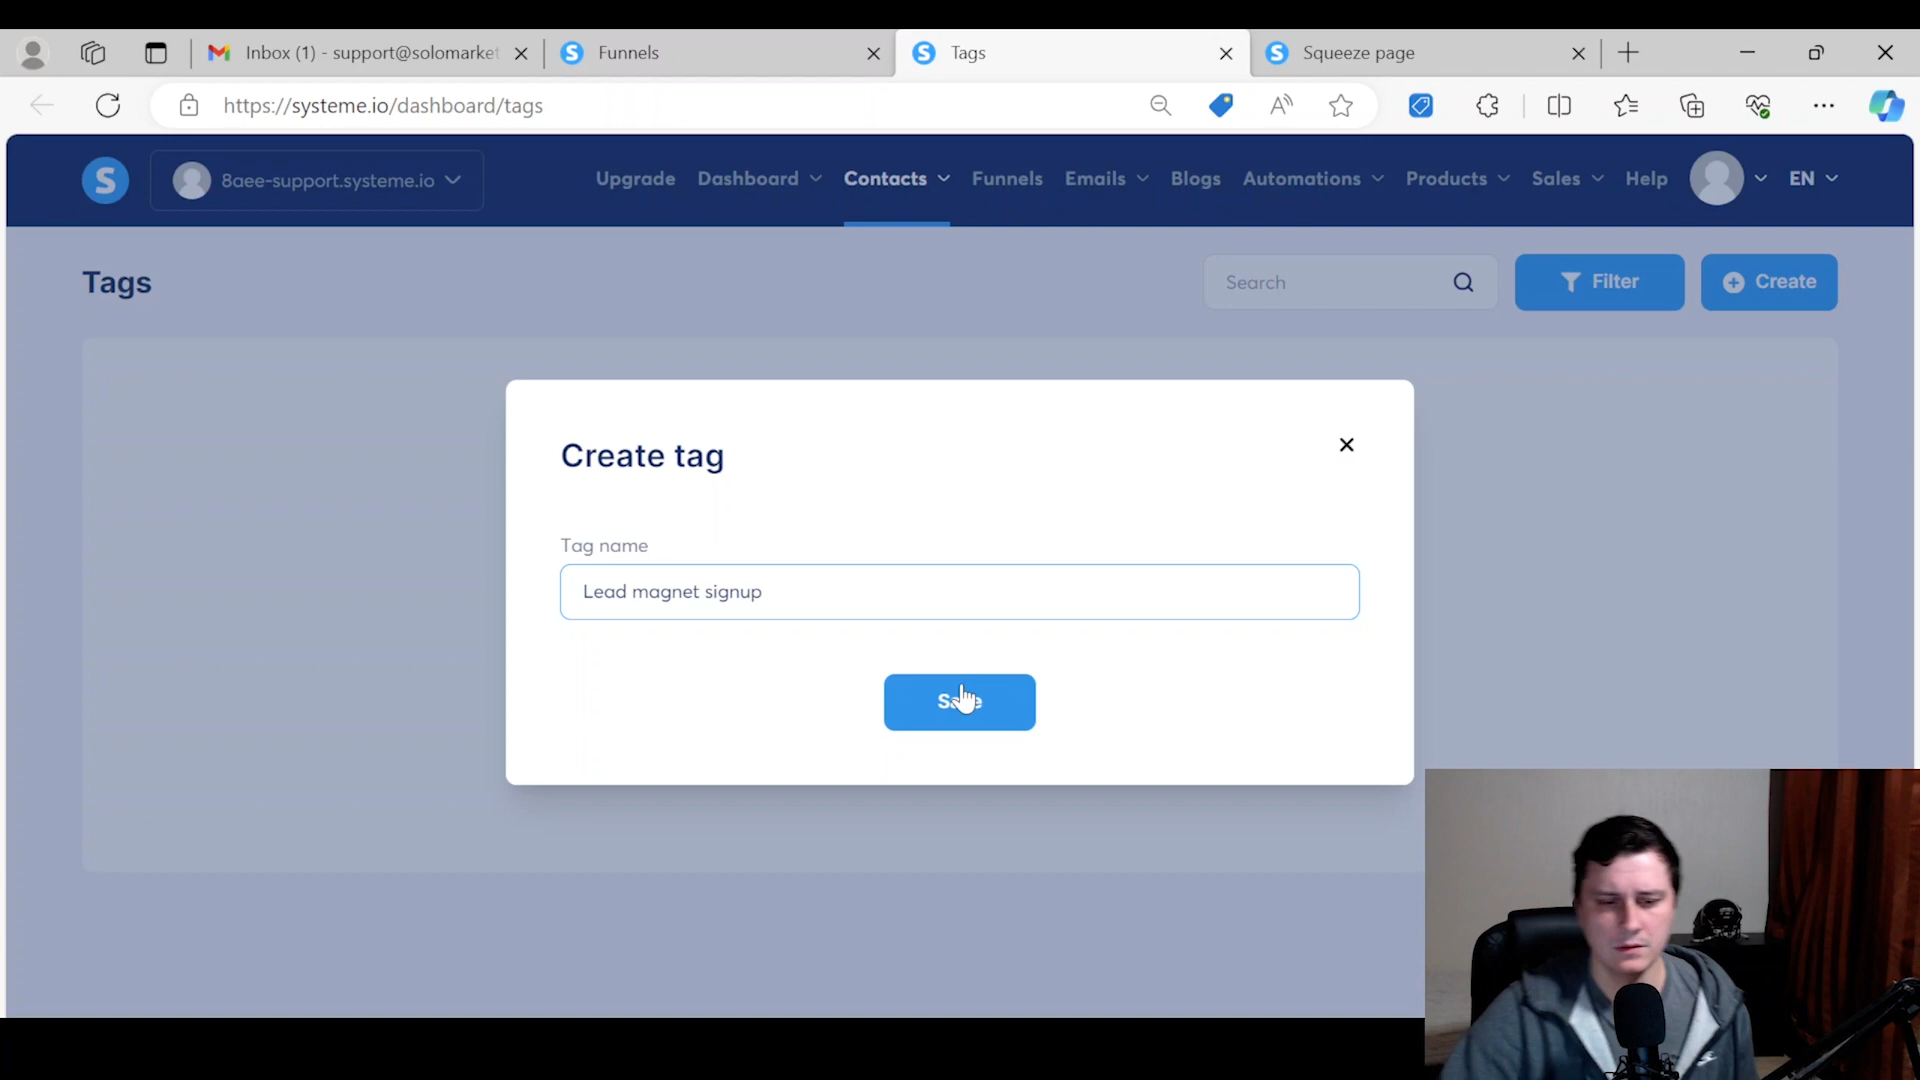 Inbox (1) - support@solomarket
Funnels
Tags
Squeeze page
https://systeme.io/dashboard/tags
S
8aee-support.systeme.io
Upgrade
Dashboard
Contacts
Funnels
Emails
Blogs
Automations
Products
Sales
Help
EN
Tags
Search
Filter
Create
Create tag
Tag name
Lead magnet signup